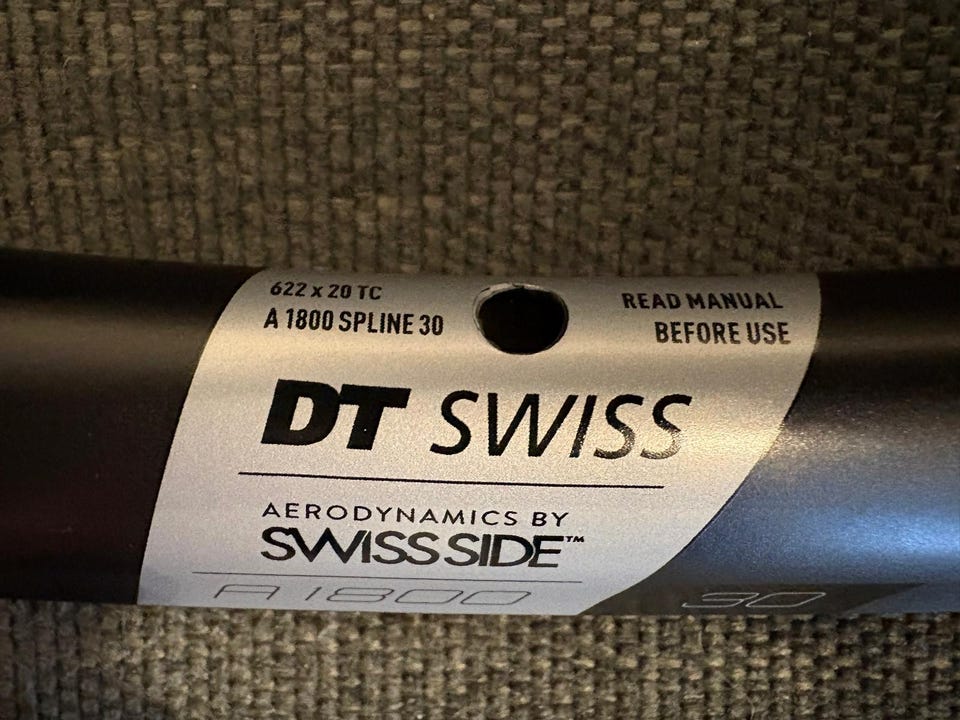 622 x 20 TC
A 1800 SPLINE 30
READ MANUAL
BEFORE USE
DT SWISS
AERODYNAMICS BY
SWISS SIDE™
A 1800
30